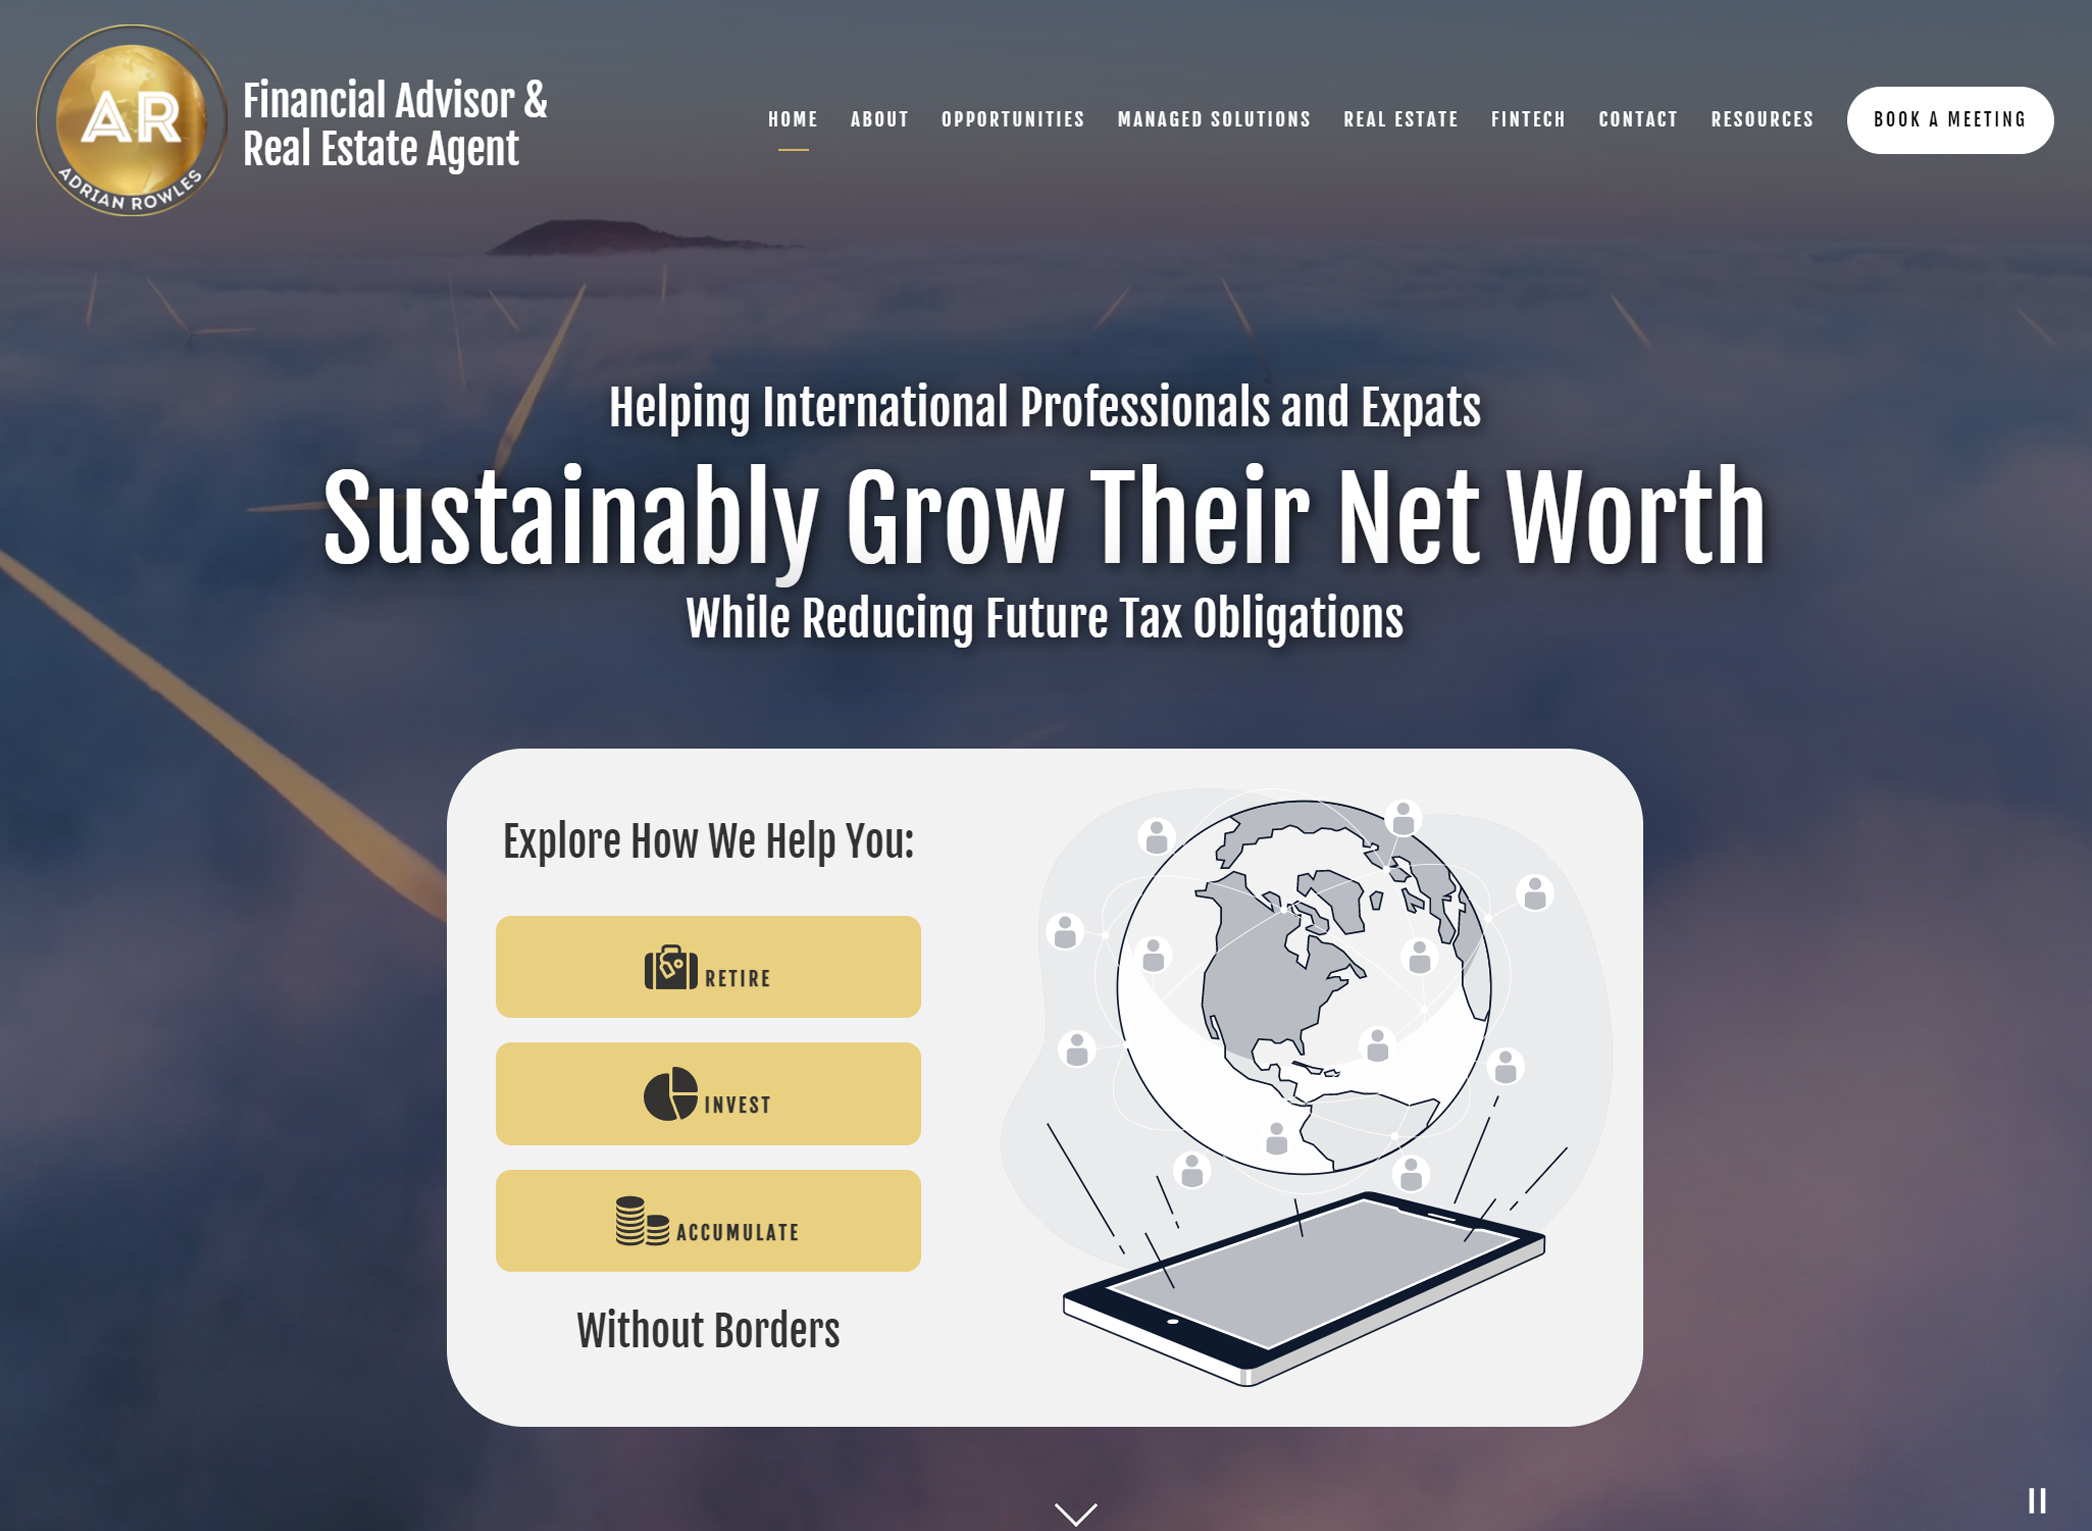 AR
ADRIAN ROWLES
Financial Advisor &
Real Estate Agent
HOME ABOUT OPPORTUNITIES MANAGED SOLUTIONS REAL ESTATE FINTECH CONTACT RESOURCES BOOK A MEETING
Helping International Professionals and Expats
Sustainably Grow Their Net Worth
While Reducing Future Tax Obligations
Explore How We Help You:
RETIRE
INVEST
ACCUMULATE
Without Borders